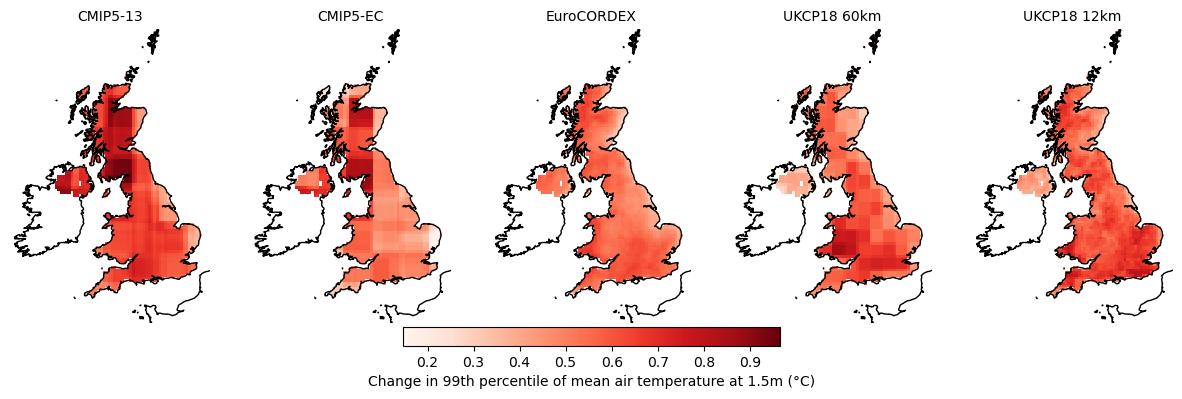 CMIP5-13 CMIP5-EC EuroCORDEX UKCP18 60km UKCP18 12km
0.2 0.3 0.4 0.5 0.6 0.7 0.8 0.9
Change in 99th percentile of mean air temperature at 1.5m (°C)